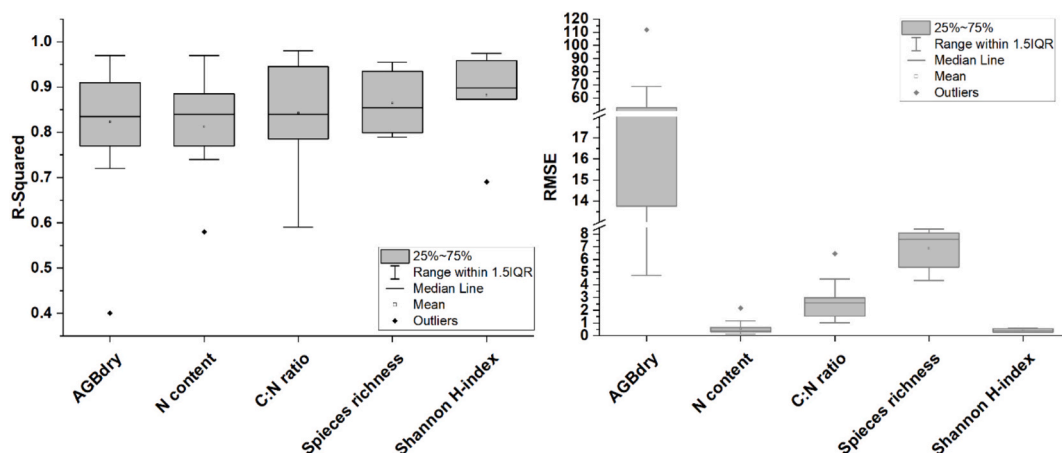 1.0
0.9
0.8
0.7
0.6
0.5
0.4
R-Squared
25%~75%
Range within 1.5IQR
Median Line
Mean
Outliers
AGBdry
N content
C:N ratio
Spieces richness
Shannon H-index
120
110
100
90
80
70
60
17
16
15
14
8
7
6
5
4
3
2
1
0
RMSE
25%~75%
Range within 1.5IQR
Median Line
Mean
Outliers
AGBdry
N content
C:N ratio
Spieces richness
Shannon H-index